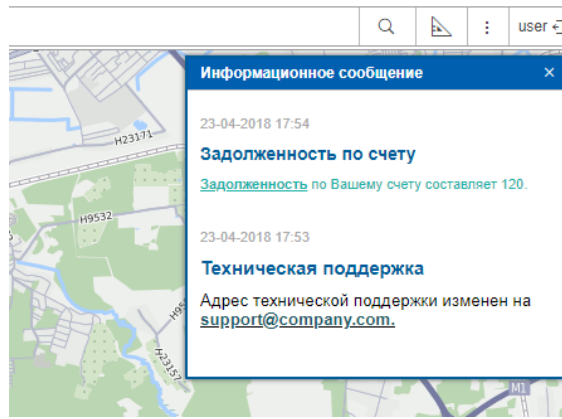 user
Информационное сообщение
23-04-2018 17:54
Задолженность по счету
Задолженность по Вашему счету составляет 120.
23-04-2018 17:53
Техническая поддержка
Адрес технической поддержки изменен на
support@company.com.
H23171
H9532
H23157
M1